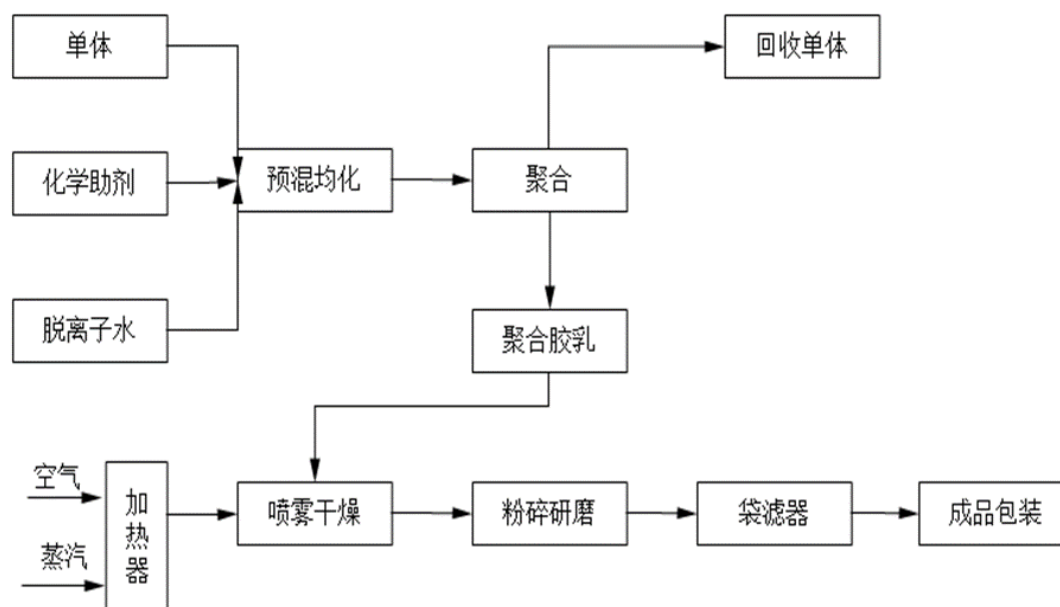 单体
回收单体
化学助剂
预混均化
聚合
脱离子水
聚合胶乳
空气
蒸汽
加热器
喷雾干燥
粉碎研磨
袋滤器
成品包装